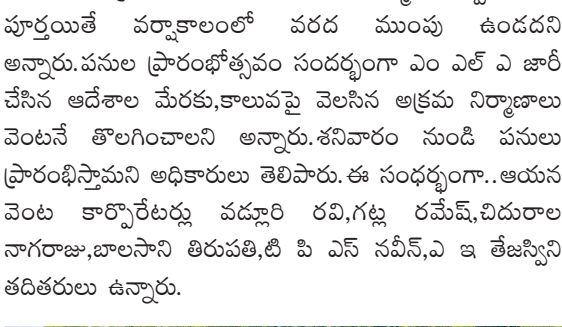 పూర్తయితే వర్షాకాలంలో వరద ముంపు ఉండదని
అన్నారు.పనుల ప్రారంభోత్సవం సందర్భంగా ఎం ఎల్ ఎ జారీ
చేసిన ఆదేశాల మేరకు,కాలువపై వెలసిన అక్రమ నిర్మాణాలు
వెంటనే తొలగించాలని అన్నారు.శనివారం నుండి పనులు
ప్రారంభిస్తామని అధికారులు తెలిపారు.ఈ సంధర్భంగా..ఆయన
వెంట కార్పొరేటర్లు వడ్లూరి రవి,గట్ల రమేష్,చిదురాల
నాగరాజు,బాలసాని తిరుపతి,టి పి ఎస్ నవీన్,ఎ ఇ తేజస్విని
తదితరులు ఉన్నారు.